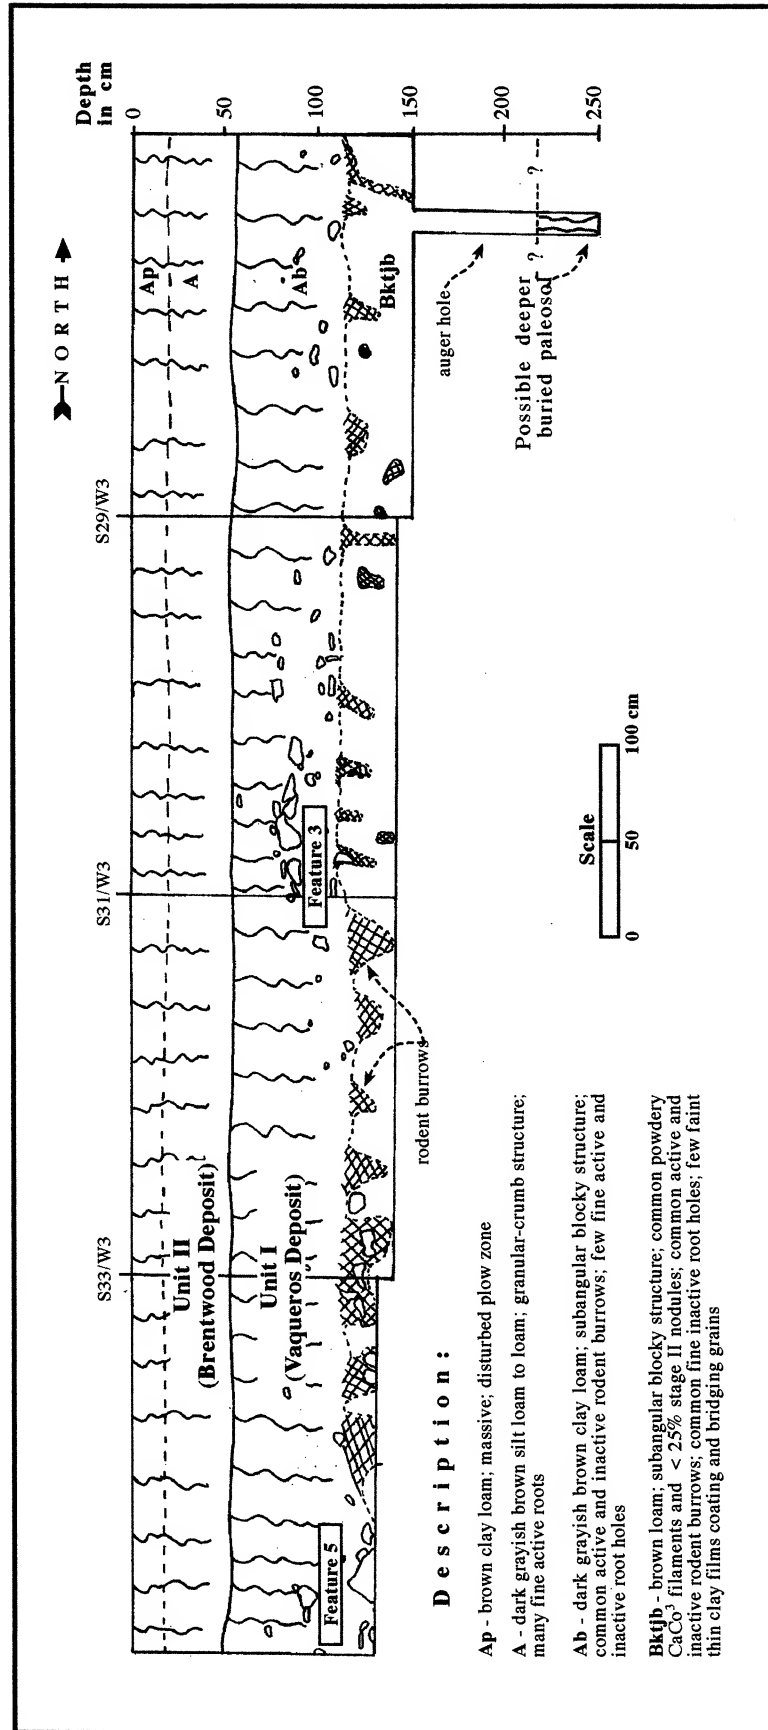 Depth
in cm
0
50
100
150
200
250
NORTH
S33/W3
S31/W3
S29/W3
Ap
A
Ab
Bktjb
Unit II
(Brentwood Deposit)
Unit I
(Vaqueros Deposit)
Feature 5
Feature 3
rodent burrows
auger hole
?
?
Possible deeper
buried paleosol
Scale
0
50
100 cm
Description:
Ap - brown clay loam; massive; disturbed plow zone
A - dark grayish brown silt loam to loam; granular-crumb structure;
many fine active roots
Ab - dark grayish brown clay loam; subangular blocky structure;
common active and inactive rodent burrows; few fine active and
inactive root holes
Bktjb - brown loam; subangular blocky structure; common powdery
CaCo³ filaments and < 25% stage II nodules; common active and
inactive rodent burrows; common fine inactive root holes; few faint
thin clay films coating and bridging grains